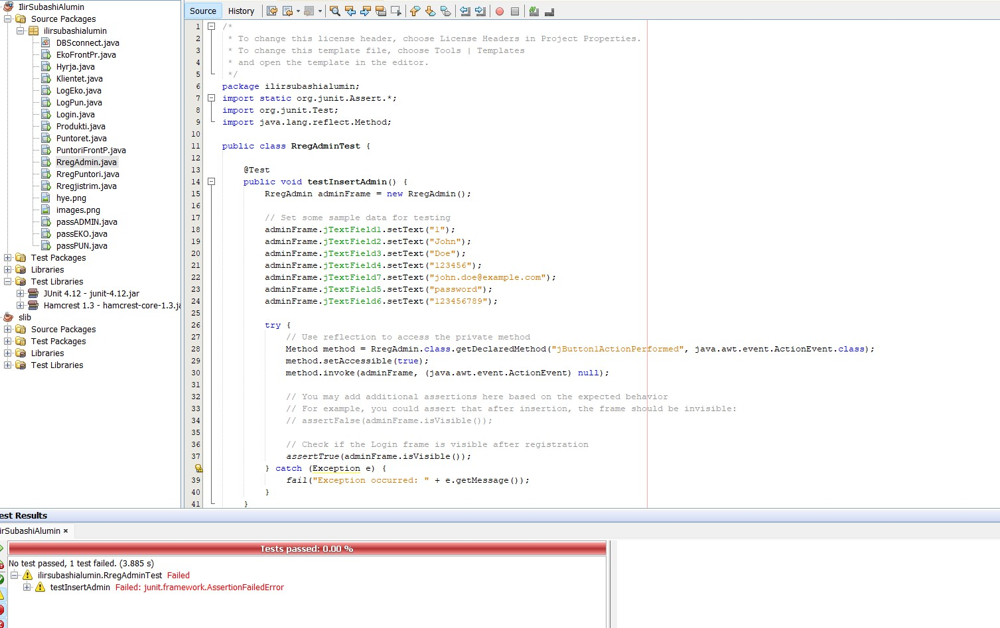 IlirSubashiAlumin
Source Packages
ilirsubashialumin
DBSconnect.java
EkoFrontPr.java
Hyrja.java
Klientet.java
LogEko.java
LogPun.java
Login.java
Produkti.java
Puntoret.java
PuntoriFrontP.java
RregAdmin.java
RregPuntori.java
Rregjistrim.java
hye.png
images.png
passADMIN.java
passEKO.java
passPUN.java
Test Packages
Libraries
Test Libraries
JUnit 4.12 - junit-4.12.jar
Hamcrest 1.3 - hamcrest-core-1.3.ja
slib
Source Packages
Test Packages
Libraries
Test Libraries
Source History
1 /*
2 * To change this license header, choose License Headers in Project Properties.
3 * To change this template file, choose Tools | Templates
4 * and open the template in the editor.
5 */
6 package ilirsubashialumin;
7 import static org.junit.Assert.*;
8 import org.junit.Test;
9 import java.lang.reflect.Method;
10
11 public class RregAdminTest {
12
13 @Test
14 public void testInsertAdmin() {
15 RregAdmin adminFrame = new RregAdmin();
16
17 // Set some sample data for testing
18 adminFrame.jTextField1.setText("1");
19 adminFrame.jTextField2.setText("John");
20 adminFrame.jTextField3.setText("Doe");
21 adminFrame.jTextField4.setText("123456");
22 adminFrame.jTextField7.setText("john.doe@example.com");
23 adminFrame.jTextField5.setText("password");
24 adminFrame.jTextField6.setText("123456789");
25
26 try {
27 // Use reflection to access the private method
28 Method method = RregAdmin.class.getDeclaredMethod("jButton1ActionPerformed", java.awt.event.ActionEvent.class);
29 method.setAccessible(true);
30 method.invoke(adminFrame, (java.awt.event.ActionEvent) null);
31
32 // You may add additional assertions here based on the expected behavior
33 // For example, you could assert that after insertion, the frame should be invisible:
34 // assertFalse(adminFrame.isVisible());
35
36 // Check if the Login frame is visible after registration
37 assertTrue(adminFrame.isVisible());
} catch (Exception e) {
39 fail("Exception occurred: " + e.getMessage());
40 }
41 }
est Results
irSubashiAlumin ×
Tests passed: 0.00 %
No test passed, 1 test failed. (3.885 s)
ilirsubashialumin.RregAdminTest Failed
testInsertAdmin Failed: junit.framework.AssertionFailedError